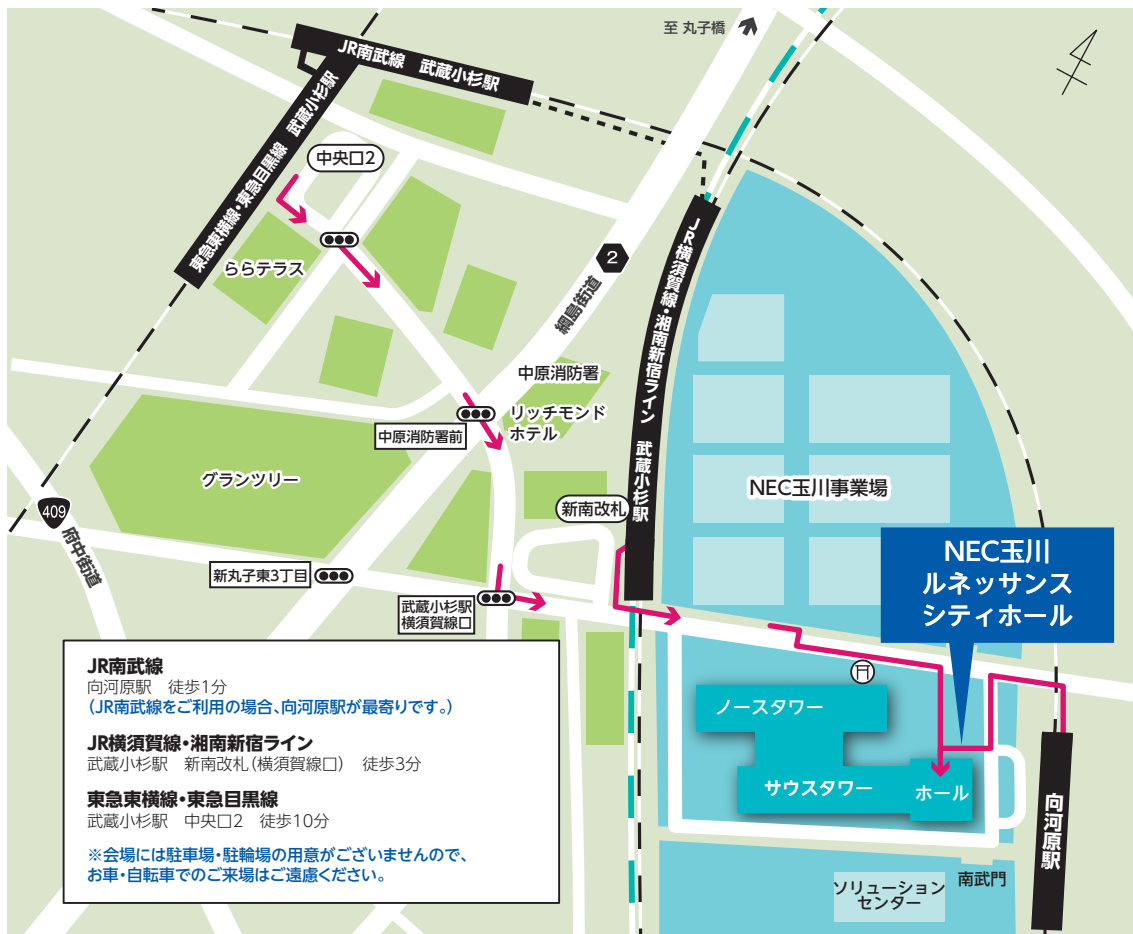 至 丸子橋
JR南武線　武蔵小杉駅
東急東横線・東急目黒線　武蔵小杉駅
中央口2
ららテラス
2
綱島街道
JR横須賀線・湘南新宿ライン　武蔵小杉駅
中原消防署
リッチモンド
ホテル
中原消防署前
グランツリー
新南改札
NEC玉川事業場
409
府中街道
新丸子東3丁目
武蔵小杉駅
横須賀線口
NEC玉川
ルネッサンス
シティホール
ノースタワー
サウスタワー
ホール
向河原駅
南武門
ソリューション
センター
JR南武線
向河原駅　徒歩1分
(JR南武線をご利用の場合、向河原駅が最寄りです。)
JR横須賀線・湘南新宿ライン
武蔵小杉駅　新南改札(横須賀線口)　徒歩3分
東急東横線・東急目黒線
武蔵小杉駅　中央口2　徒歩10分
※会場には駐車場・駐輪場の用意がございませんので、
お車・自転車でのご来場はご遠慮ください。